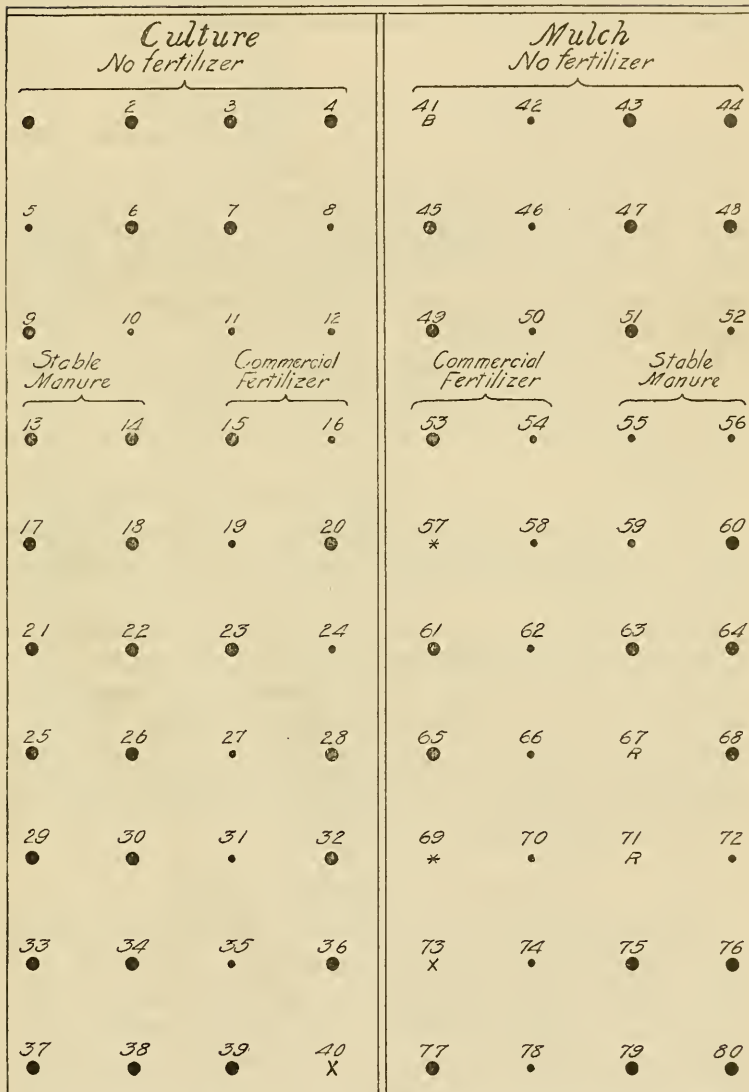 Culture
No fertilizer
Mulch
No fertilizer
2 3 4 41 42 43 44
B
5 6 7 8 45 46 47 48
9 10 11 12 49 50 51 52
Stable Manure
Commercial Fertilizer
Commercial Fertilizer
Stable Manure
13 14 15 16 53 54 55 56
17 18 19 20 57 58 59 60
*
21 22 23 24 61 62 63 64
25 26 27 28 65 66 67 68
R
29 30 31 32 69 70 71 72
* R
33 34 35 36 73 74 75 76
X
37 38 39 40 77 78 79 80
X